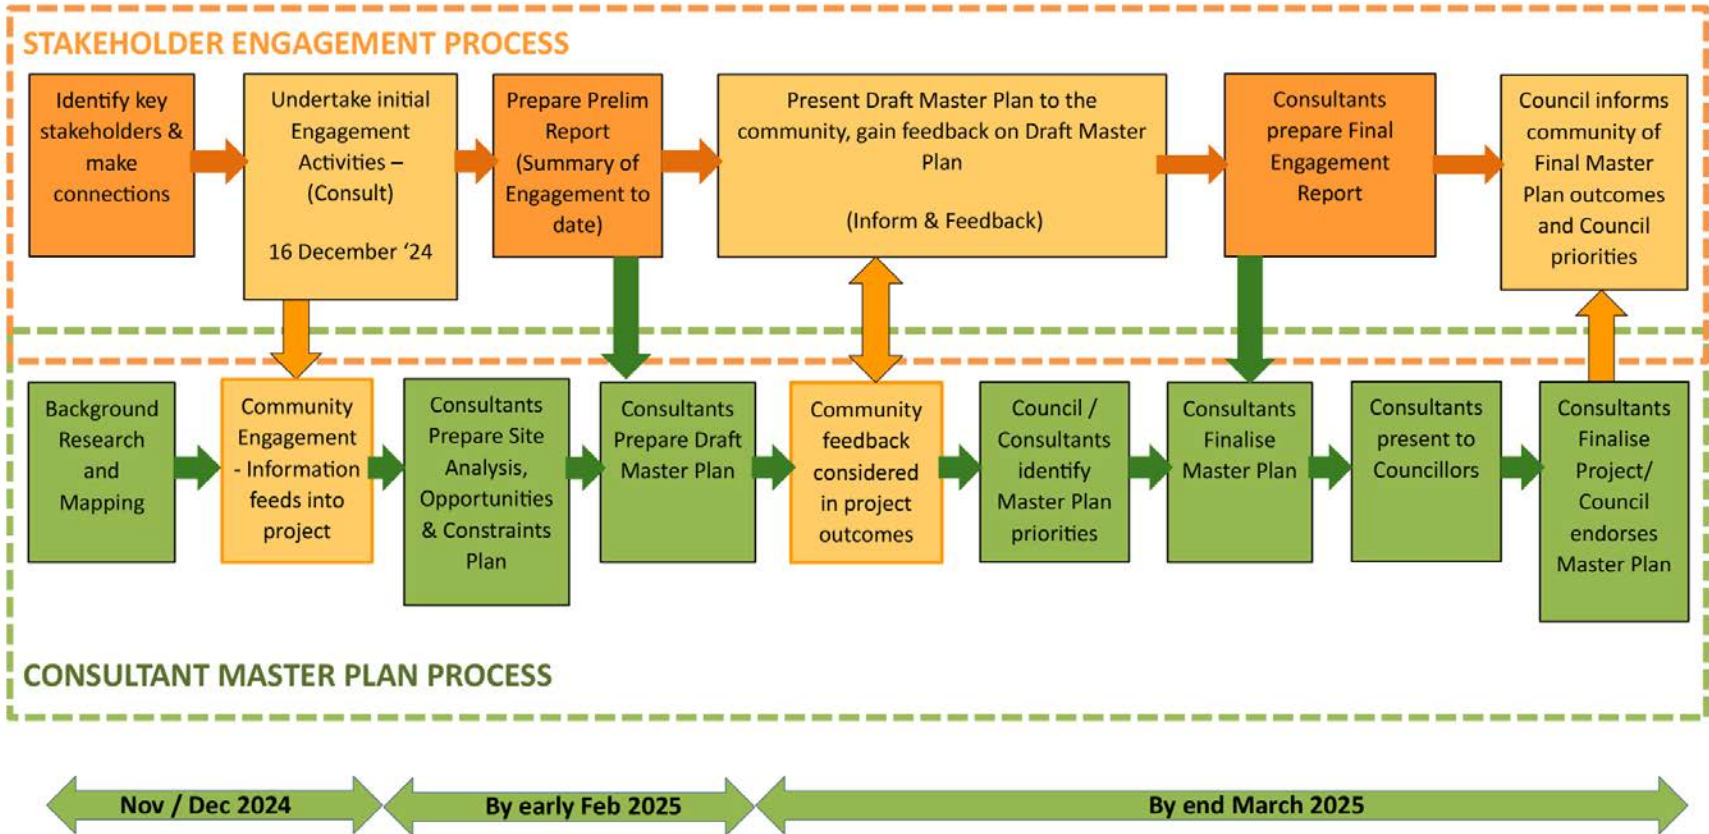 STAKEHOLDER ENGAGEMENT PROCESS
Identify key
stakeholders &
make
connections
Undertake initial
Engagement
Activities –
(Consult)
16 December ‘24
Prepare Prelim
Report
(Summary of
Engagement to
date)
Present Draft Master Plan to the
community, gain feedback on Draft Master
Plan
(Inform & Feedback)
Consultants
prepare Final
Engagement
Report
Council informs
community of
Final Master
Plan outcomes
and Council
priorities
Background
Research
and
Mapping
Community
Engagement
- Information
feeds into
project
Consultants
Prepare Site
Analysis,
Opportunities
& Constraints
Plan
Consultants
Prepare Draft
Master Plan
Community
feedback
considered
in project
outcomes
Council /
Consultants
identify
Master Plan
priorities
Consultants
Finalise
Master Plan
Consultants
present to
Councillors
Consultants
Finalise
Project/
Council
endorses
Master Plan
CONSULTANT MASTER PLAN PROCESS
Nov / Dec 2024
By early Feb 2025
By end March 2025